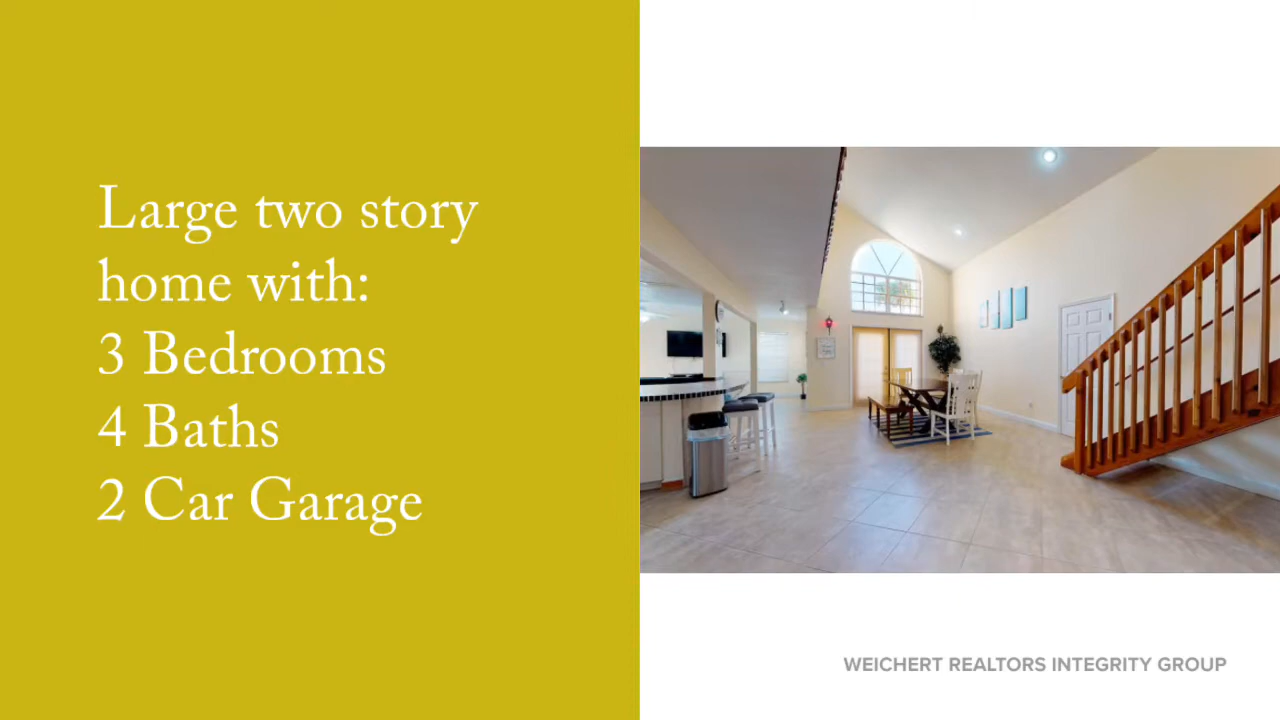 Large two story
home with:
3 Bedrooms
4 Baths
2 Car Garage
WEICHERT REALTORS INTEGRITY GROUP